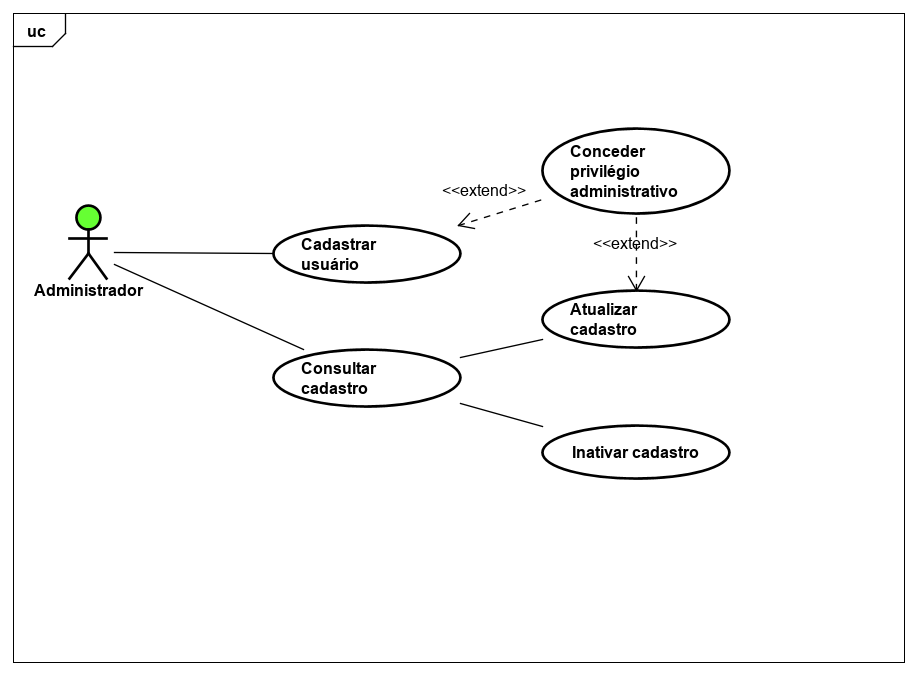 uc
Conceder
privilégio
administrativo
<<extend>>
<<extend>>
Cadastrar
usuário
Administrador
Atualizar
cadastro
Consultar
cadastro
Inativar cadastro